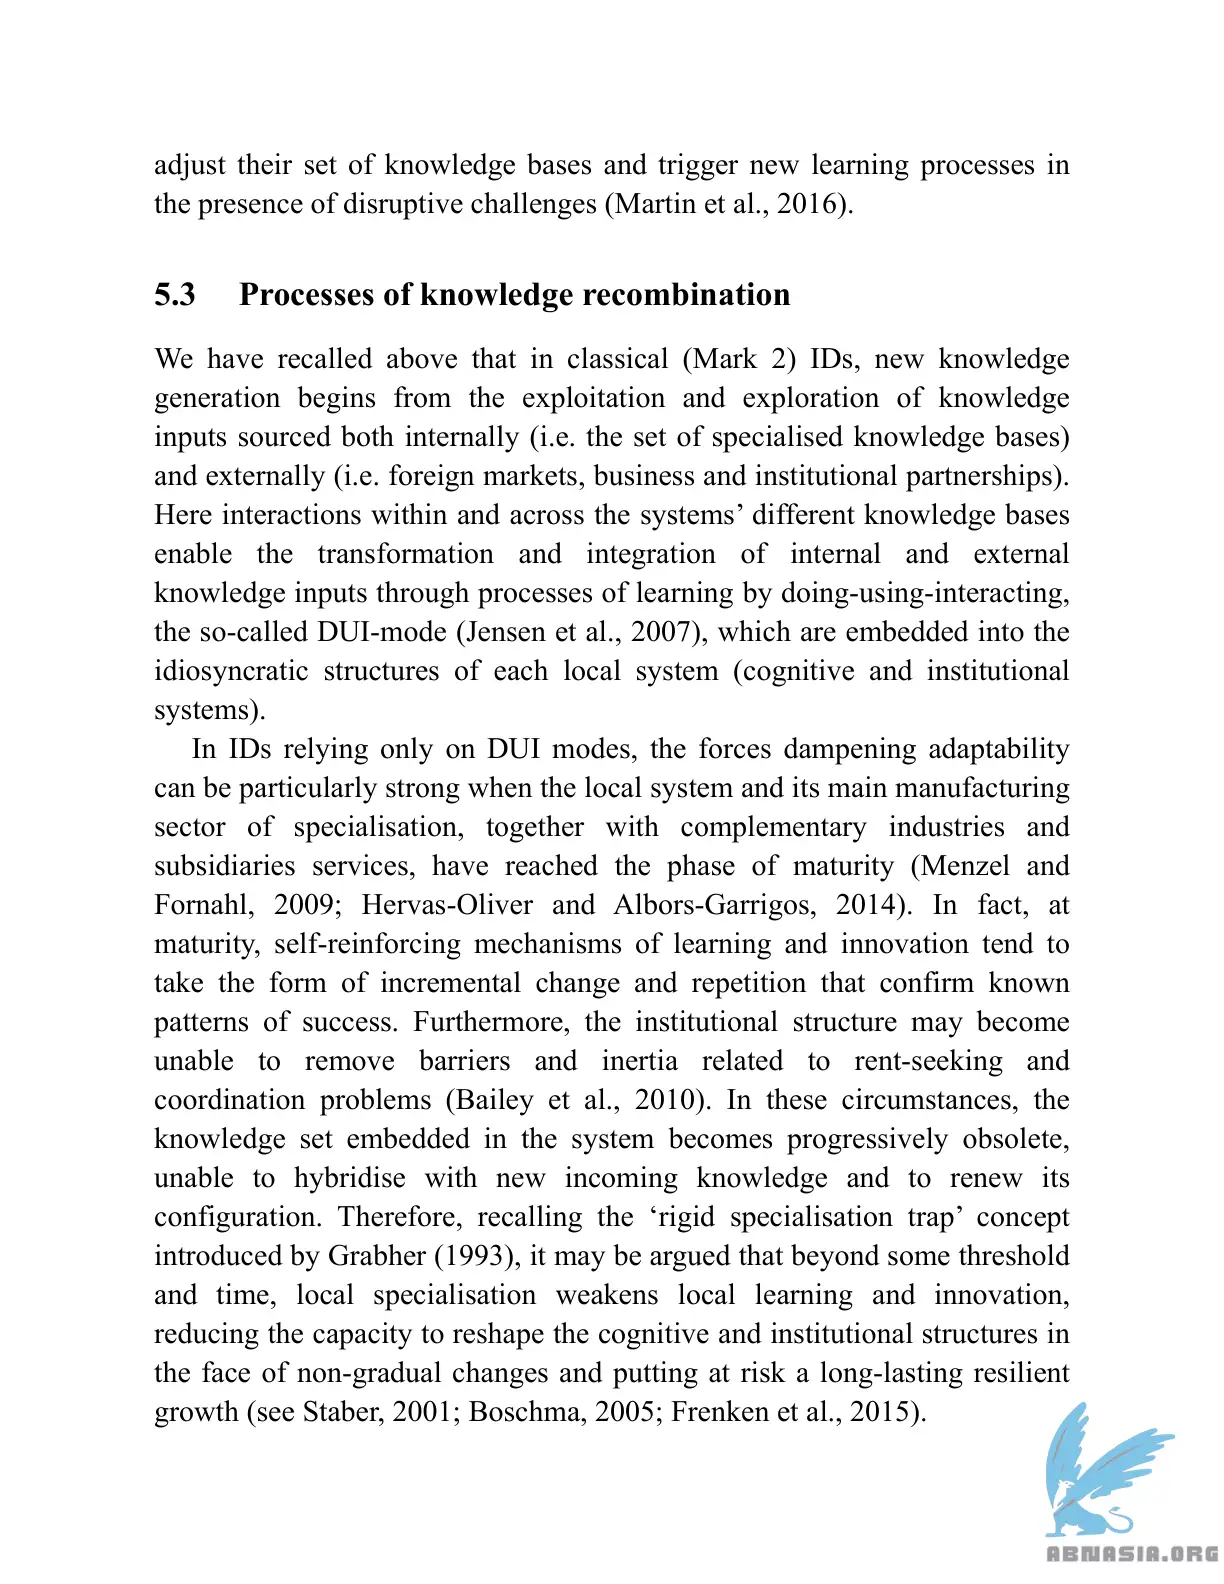 adjust their set of knowledge bases and trigger new learning processes in
the presence of disruptive challenges (Martin et al., 2016).
5.3 Processes of knowledge recombination
We have recalled above that in classical (Mark 2) IDs, new knowledge
generation begins from the exploitation and exploration of knowledge
inputs sourced both internally (i.e. the set of specialised knowledge bases)
and externally (i.e. foreign markets, business and institutional partnerships).
Here interactions within and across the systems’ different knowledge bases
enable the transformation and integration of internal and external
knowledge inputs through processes of learning by doing-using-interacting,
the so-called DUI-mode (Jensen et al., 2007), which are embedded into the
idiosyncratic structures of each local system (cognitive and institutional
systems).
In IDs relying only on DUI modes, the forces dampening adaptability
can be particularly strong when the local system and its main manufacturing
sector of specialisation, together with complementary industries and
subsidiaries services, have reached the phase of maturity (Menzel and
Fornahl, 2009; Hervas-Oliver and Albors-Garrigos, 2014). In fact, at
maturity, self-reinforcing mechanisms of learning and innovation tend to
take the form of incremental change and repetition that confirm known
patterns of success. Furthermore, the institutional structure may become
unable to remove barriers and inertia related to rent-seeking and
coordination problems (Bailey et al., 2010). In these circumstances, the
knowledge set embedded in the system becomes progressively obsolete,
unable to hybridise with new incoming knowledge and to renew its
configuration. Therefore, recalling the ‘rigid specialisation trap’ concept
introduced by Grabher (1993), it may be argued that beyond some threshold
and time, local specialisation weakens local learning and innovation,
reducing the capacity to reshape the cognitive and institutional structures in
the face of non-gradual changes and putting at risk a long-lasting resilient
growth (see Staber, 2001; Boschma, 2005; Frenken et al., 2015).
ABNASIA.ORG